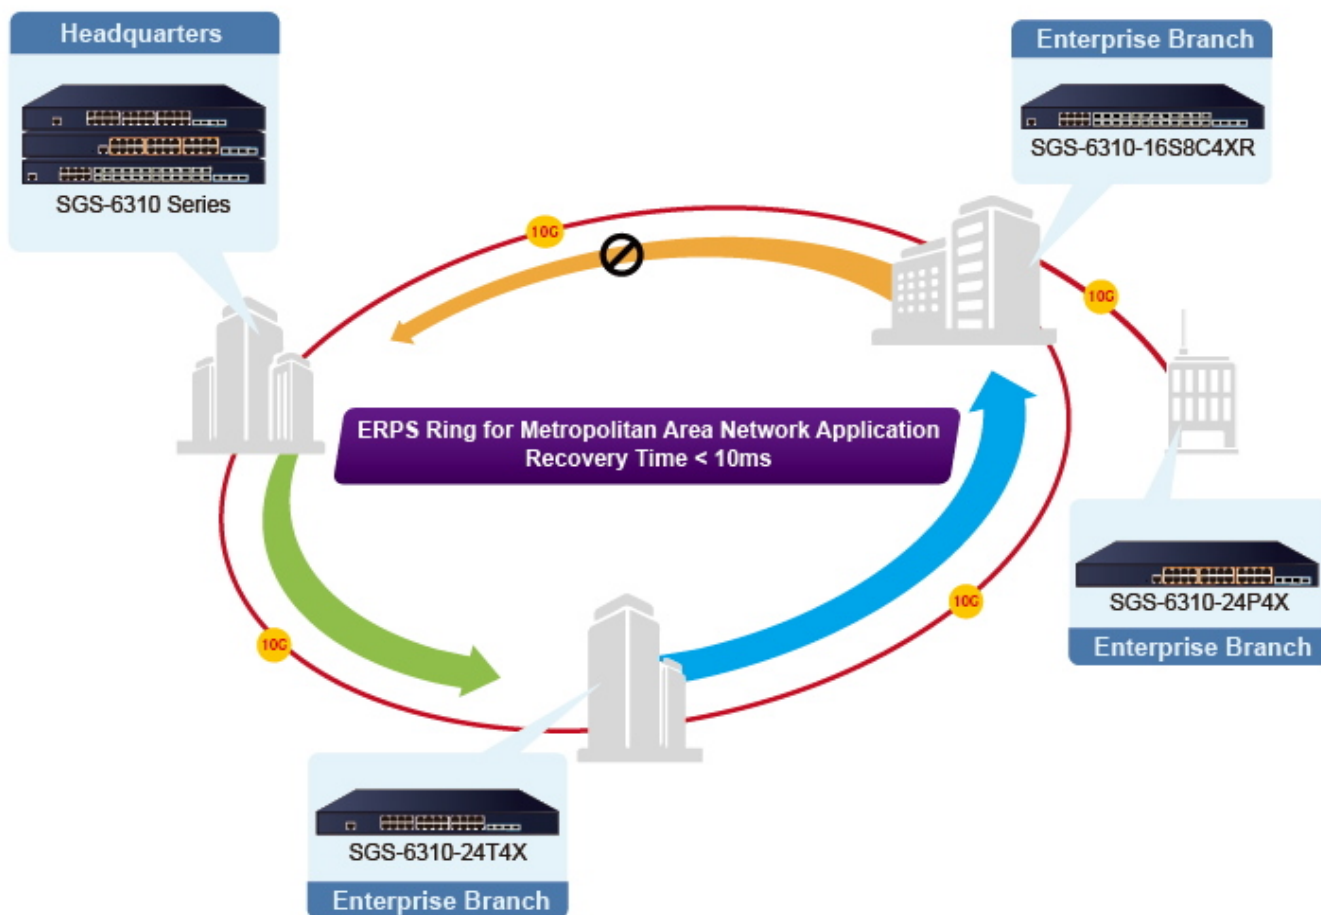 Headquarters
SGS-6310 Series
Enterprise Branch
SGS-6310-16S8C4XR
10G
10G
ERPS Ring for Metropolitan Area Network Application
Recovery Time < 10ms
SGS-6310-24P4X
Enterprise Branch
10G
10G
SGS-6310-24T4X
Enterprise Branch